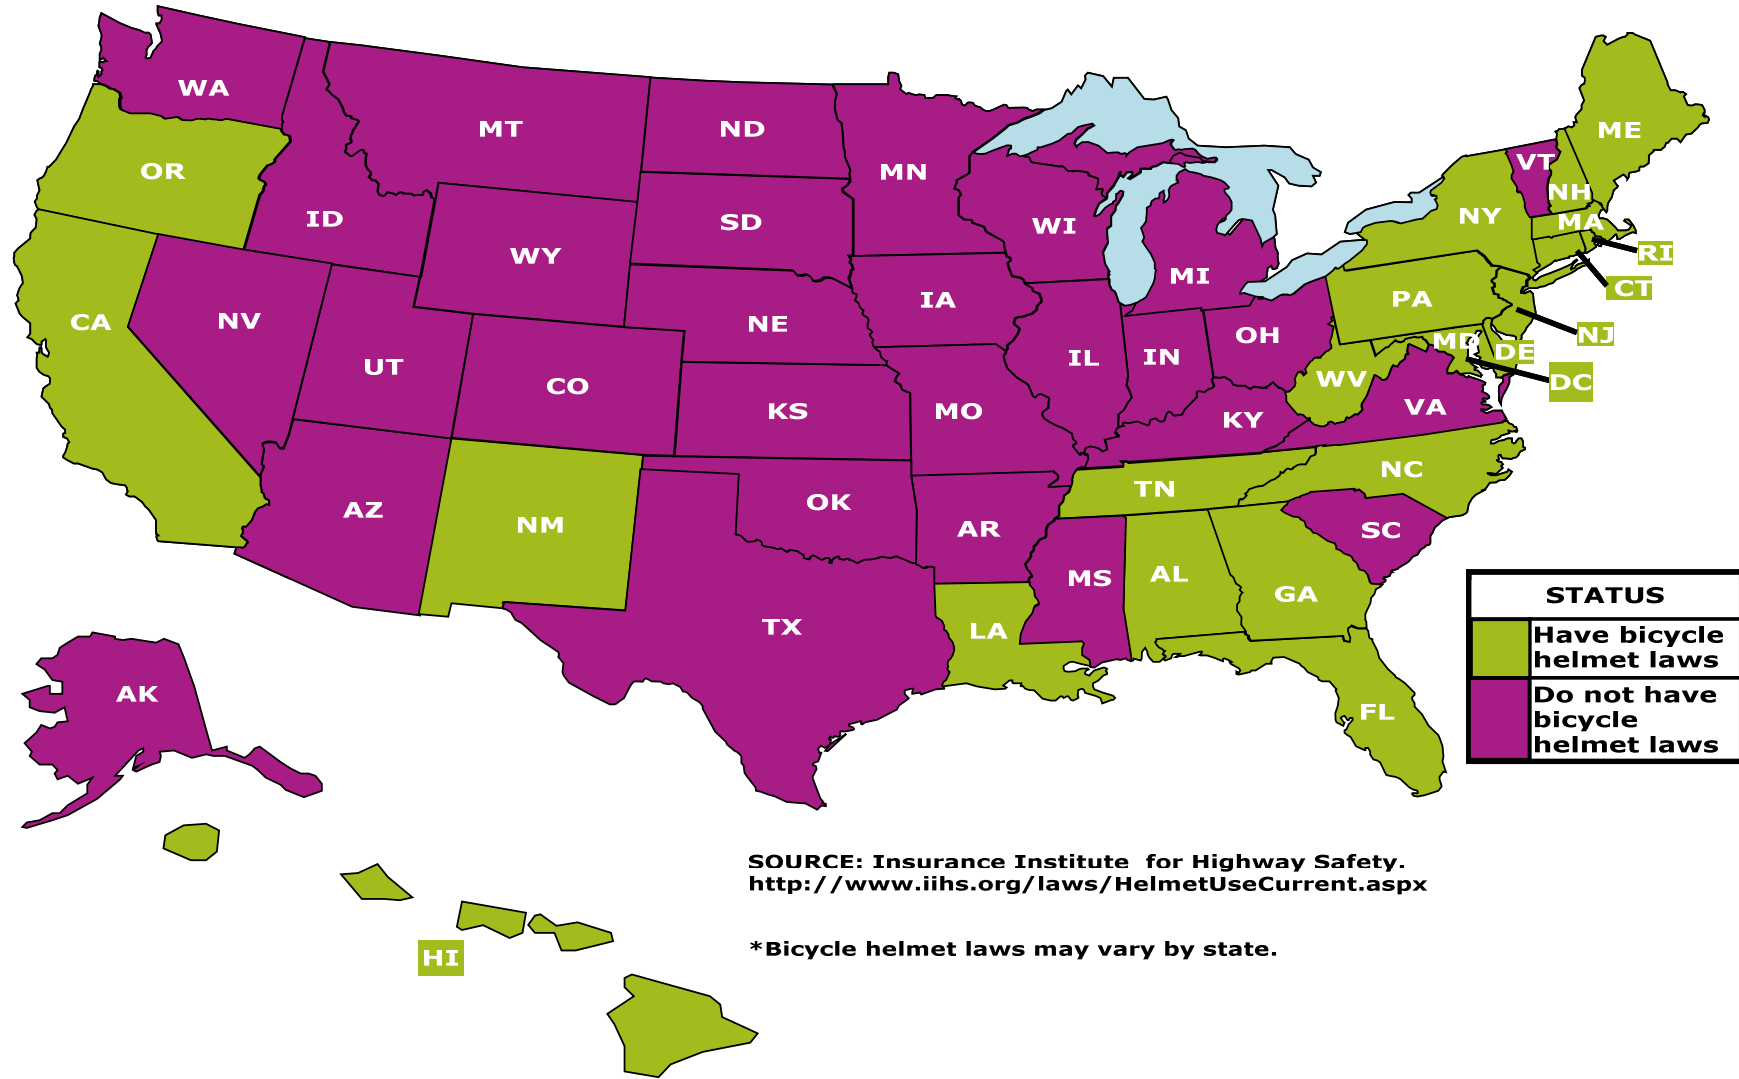 WA
MT
ND
MN
OR
ID
WY
SD
WI
MI
ME
VT
NH
NY
MA
RI
CT
CA
NV
UT
CO
NE
IA
IL
IN
OH
PA
NJ
MD
DE
DC
WV
VA
KS
MO
KY
AZ
NM
OK
AR
TN
NC
SC
MS
AL
GA
TX
LA
FL
AK
HI
STATUS
Have bicycle
helmet laws
Do not have
bicycle
helmet laws
SOURCE: Insurance Institute for Highway Safety.
http://www.iihs.org/laws/HelmetUseCurrent.aspx
*Bicycle helmet laws may vary by state.